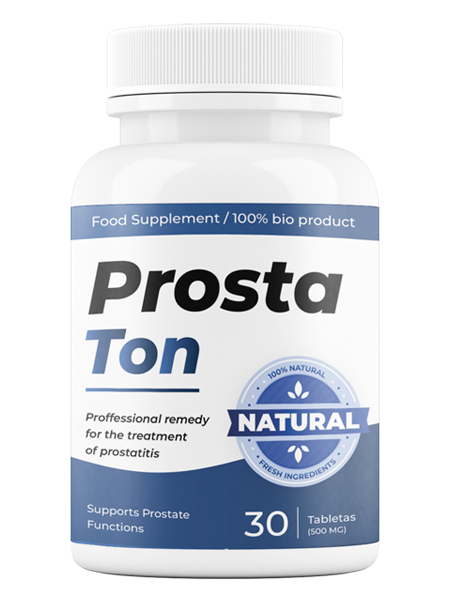 Food Supplement / 100% bio product
Prosta
Ton
Proffessional remedy
for the treatment
of prostatitis
100% NATURAL
NATURAL
FRESH INGREDIENTS
Supports Prostate
Functions
30
Tabletas
(500 MG)